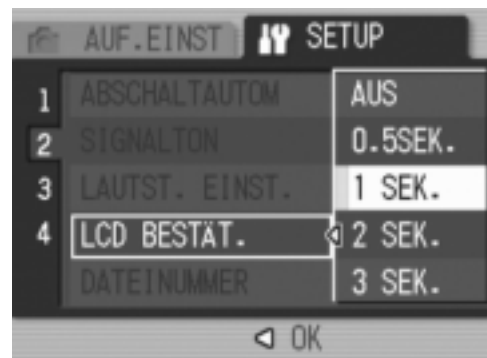 AUF.EINST SETUP
1 ABSCHALTAUTOM AUS
2 SIGNALTON 0.5SEK.
3 LAUTST. EINST. 1 SEK.
4 LCD BESTÄT. 2 SEK.
DATEINUMMER 3 SEK.
OK